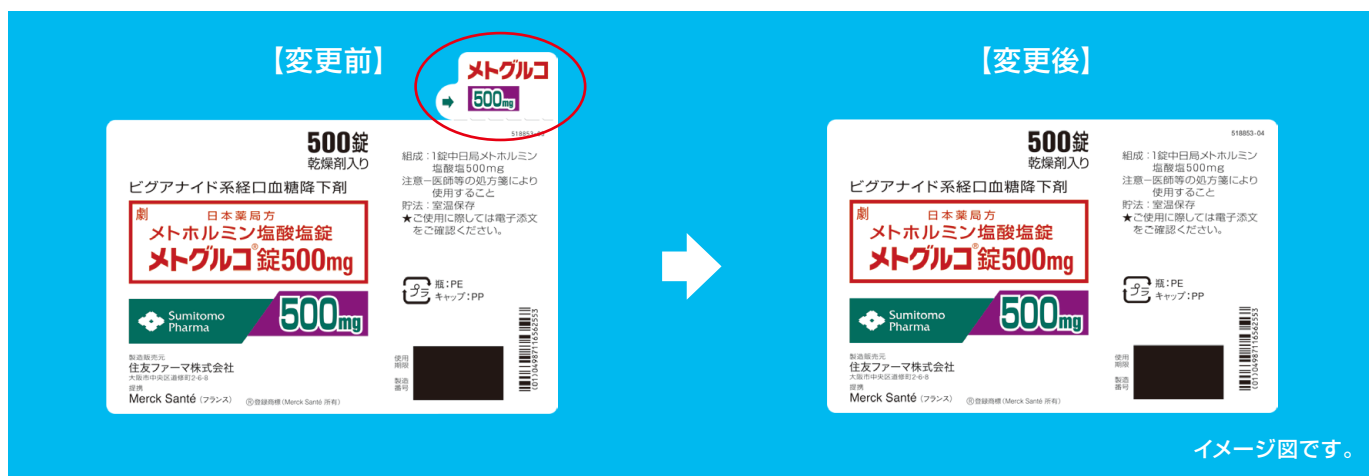 【変更前】
メトグルコ
500mg
518853-03
500錠
乾燥剤入り
ビグアナイド系経口血糖降下剤
劇
日本薬局方
メトホルミン塩酸塩錠
メトグルコ®錠500mg
Sumitomo
Pharma
500mg
製造販売元
住友ファーマ株式会社
大阪市中央区道修町2-6-8
提携
Merck Santé(フランス)
®登録商標(Merck Santé 所有)
組成:1錠中日局メトホルミン
塩酸塩500mg
注意-医師等の処方箋により
使用すること
貯法:室温保存
★ご使用に際しては電子添文
をご確認ください。
プラ
瓶:PE
キャップ:PP
使用
期限
製造
番号
(01)04987116562553
【変更後】
518853-04
500錠
乾燥剤入り
ビグアナイド系経口血糖降下剤
劇
日本薬局方
メトホルミン塩酸塩錠
メトグルコ®錠500mg
Sumitomo
Pharma
500mg
製造販売元
住友ファーマ株式会社
大阪市中央区道修町2-6-8
提携
Merck Santé(フランス)
®登録商標(Merck Santé 所有)
組成:1錠中日局メトホルミン
塩酸塩500mg
注意-医師等の処方箋により
使用すること
貯法:室温保存
★ご使用に際しては電子添文
をご確認ください。
プラ
瓶:PE
キャップ:PP
使用
期限
製造
番号
(01)04987116562553
イメージ図です。